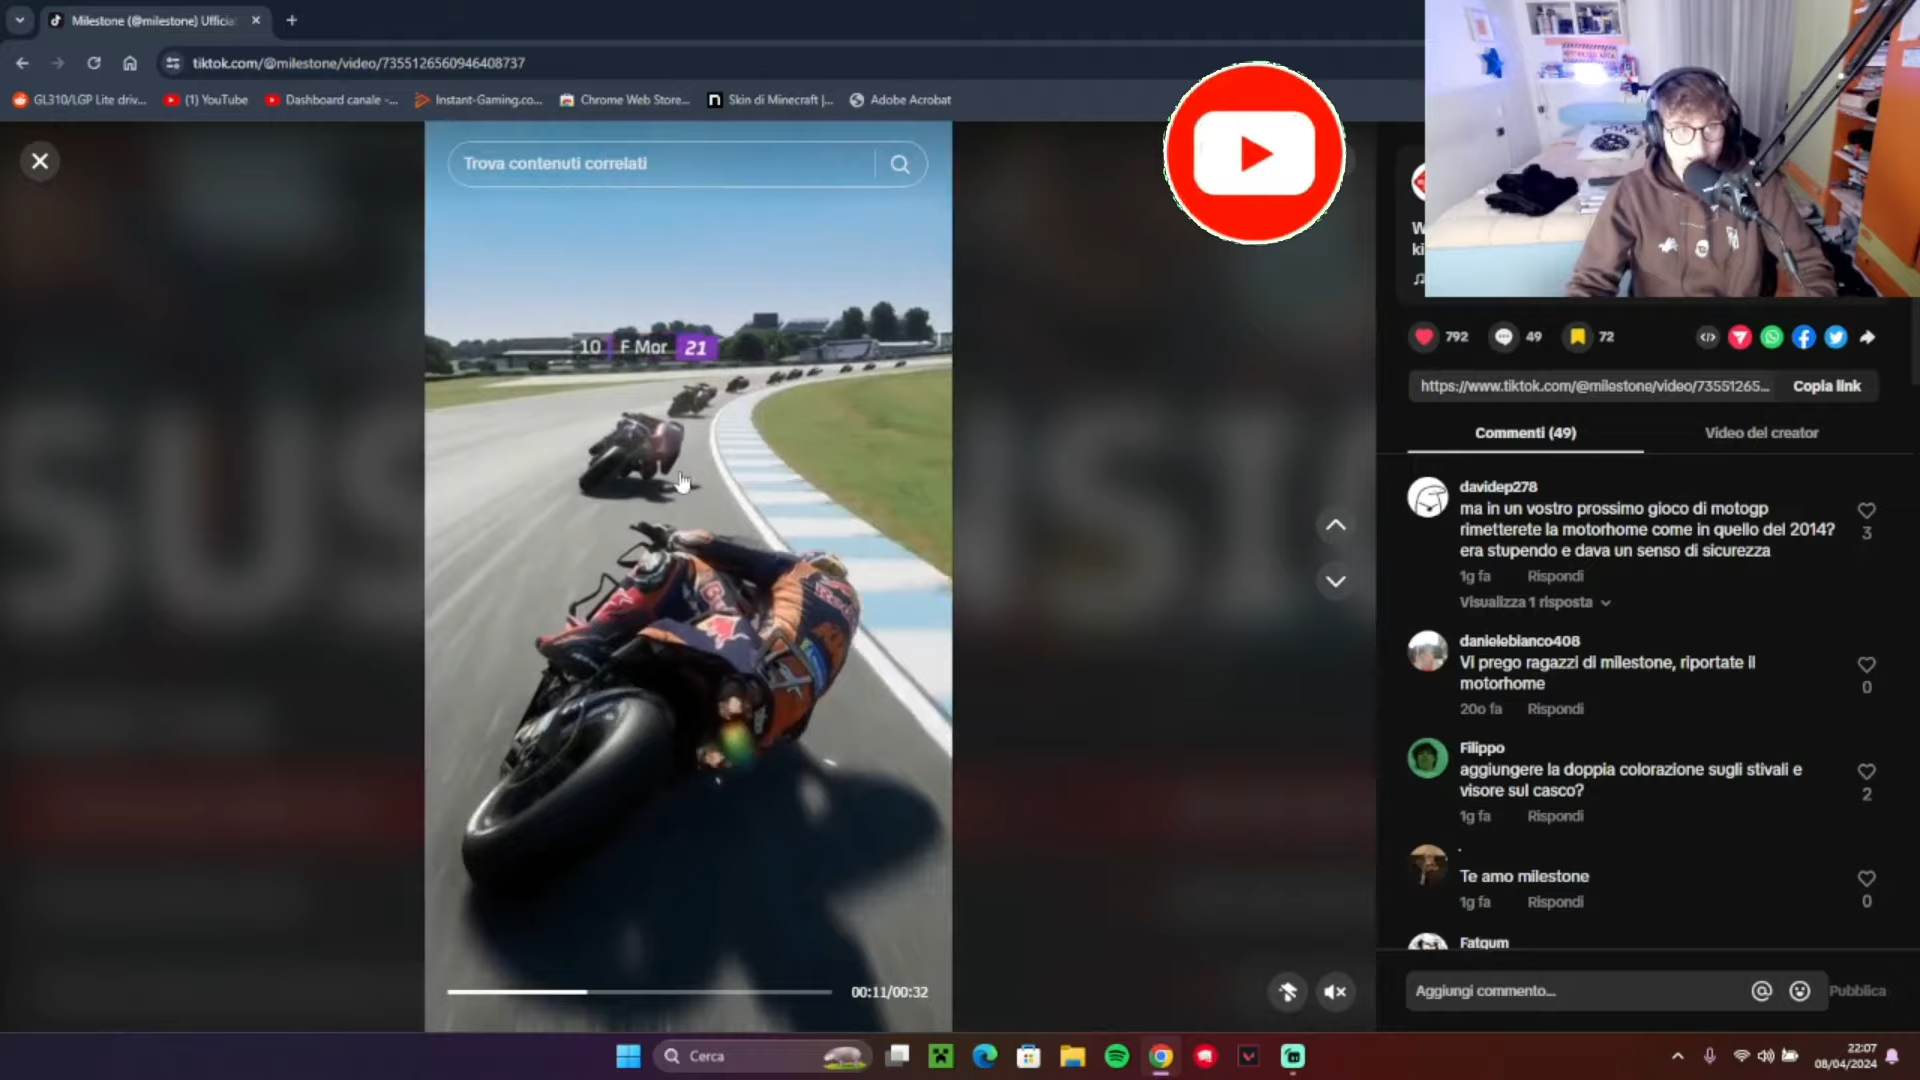 Milestone (@milestone) Ufficia
tiktok.com/@milestone/video/7355126560946408737
GL310/LGP Lite driv...
(1) YouTube
Dashboard canale -...
Instant-Gaming.co...
Chrome Web Store...
Skin di Minecraft |...
Adobe Acrobat
Trova contenuti correlati
10 F Mor 21
00:11/00:32
792
49
72
https://www.tiktok.com/@milestone/video/73551265...
Copia link
Commenti (49)
Video del creator
davidep278
ma in un vostro prossimo gioco di motogp
rimetterete la motorhome come in quello del 2014?
era stupendo e dava un senso di sicurezza
3
1g fa
Rispondi
Visualizza 1 risposta
danielebianco408
Vi prego ragazzi di milestone, riportate il
motorhome
0
20o fa
Rispondi
Filippo
aggiungere la doppia colorazione sugli stivali e
visore sul casco?
2
1g fa
Rispondi
.
Te amo milestone
0
1g fa
Rispondi
Fatgum
Aggiungi commento...
Pubblica
Cerca
22:07
08/04/2024